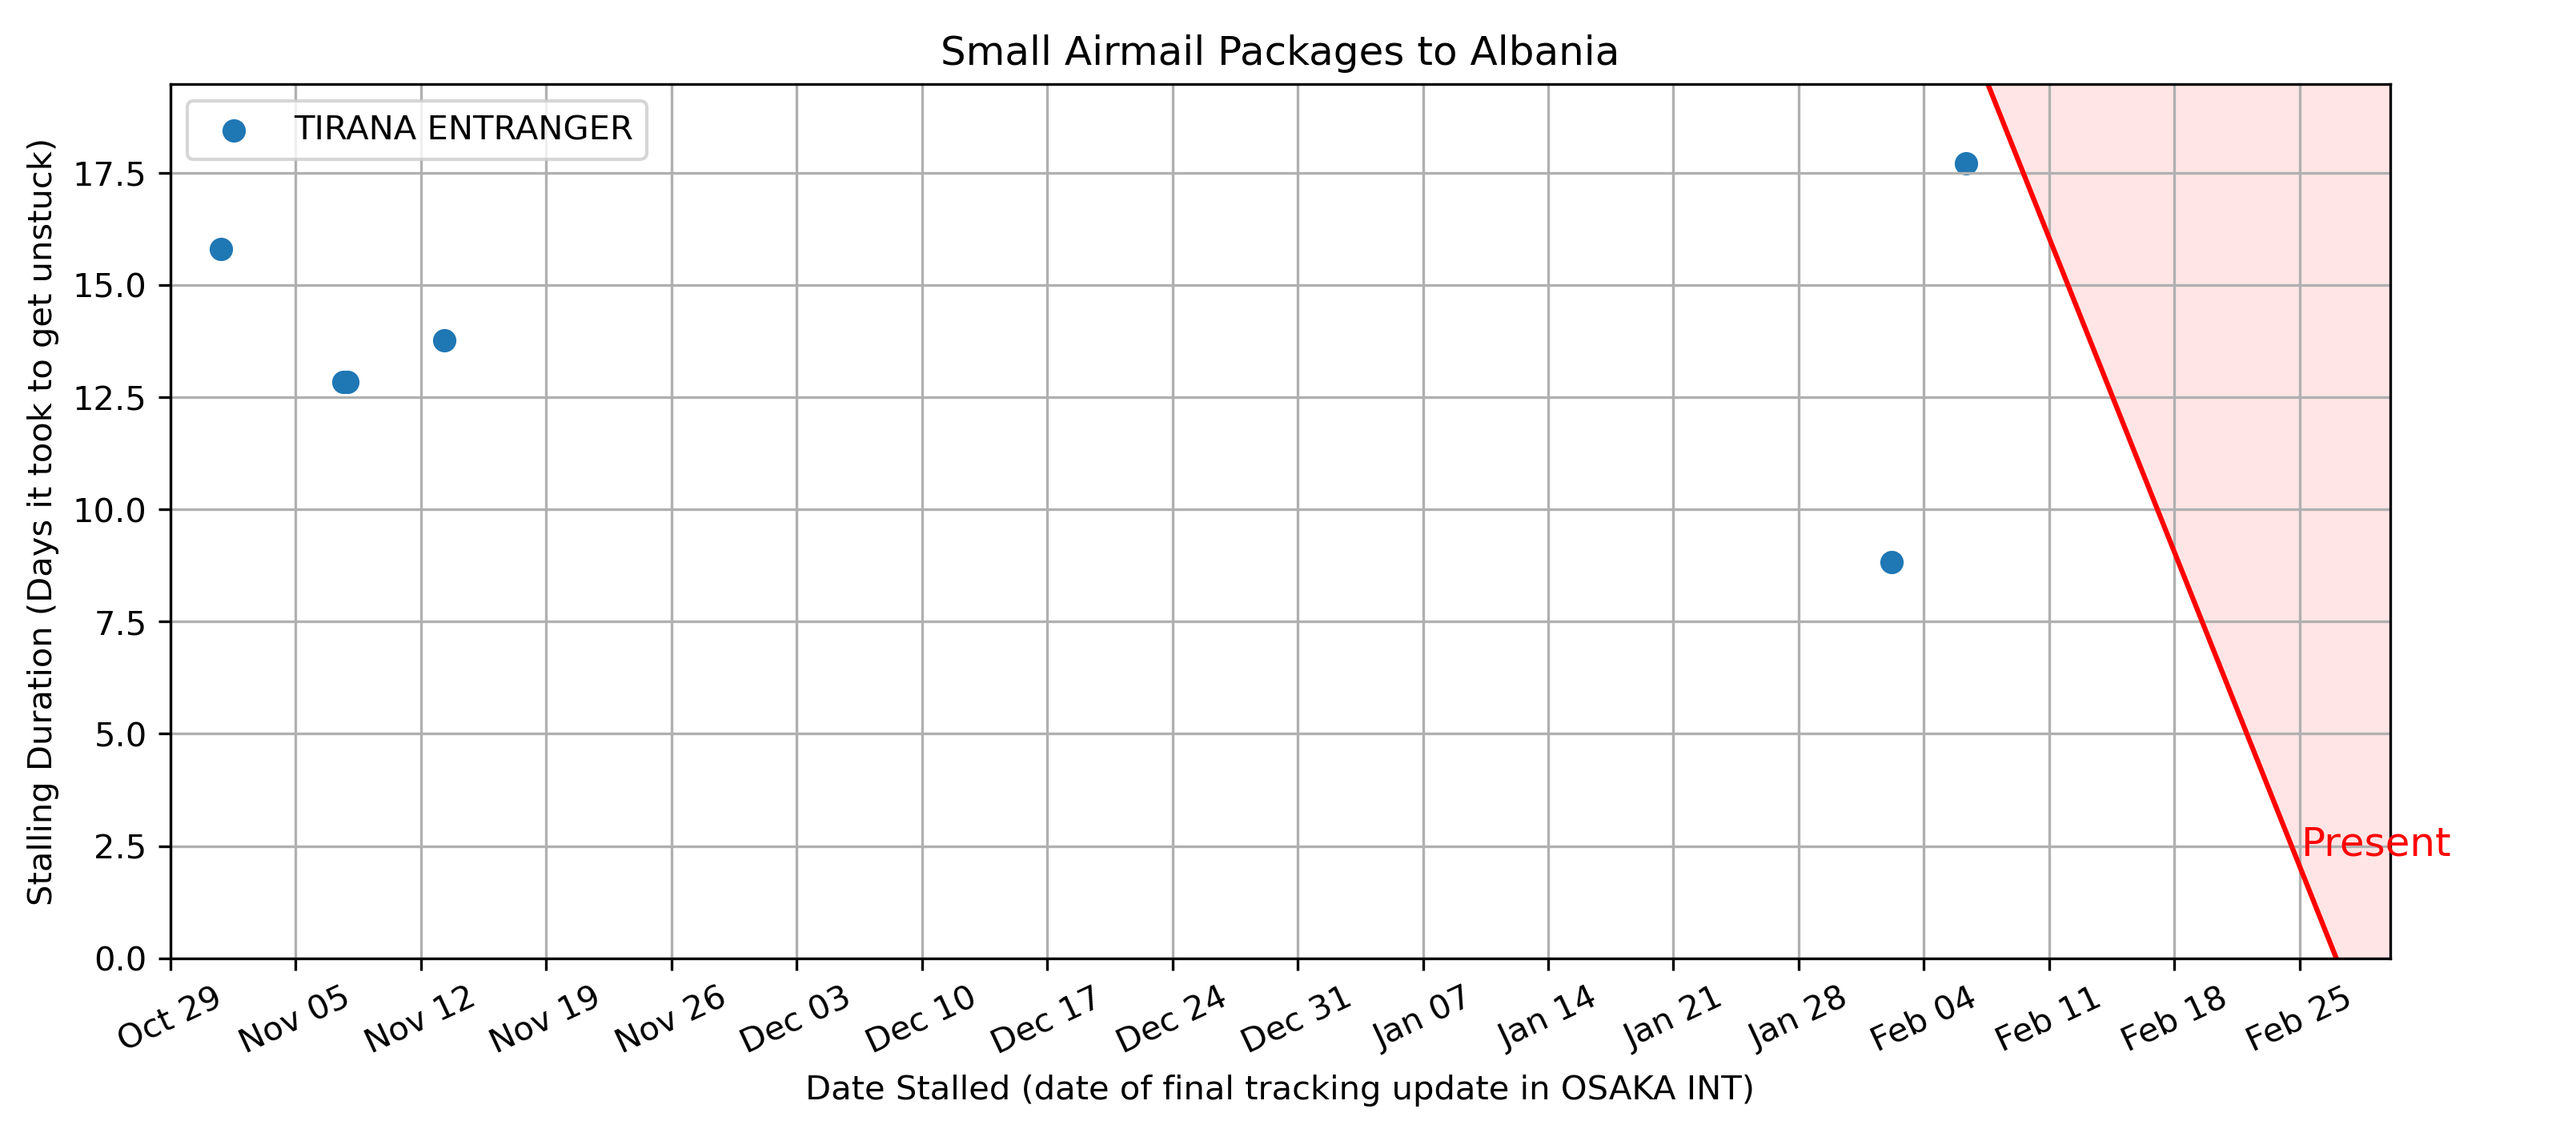 Small Airmail Packages to Albania
TIRANA ENTRANGER
Stalling Duration (Days it took to get unstuck)
17.5
15.0
12.5
10.0
7.5
5.0
2.5
0.0
Present
Oct 29 Nov 05 Nov 12 Nov 19 Nov 26 Dec 03 Dec 10 Dec 17 Dec 24 Dec 31 Jan 07 Jan 14 Jan 21 Jan 28 Feb 04 Feb 11 Feb 18 Feb 25
Date Stalled (date of final tracking update in OSAKA INT)